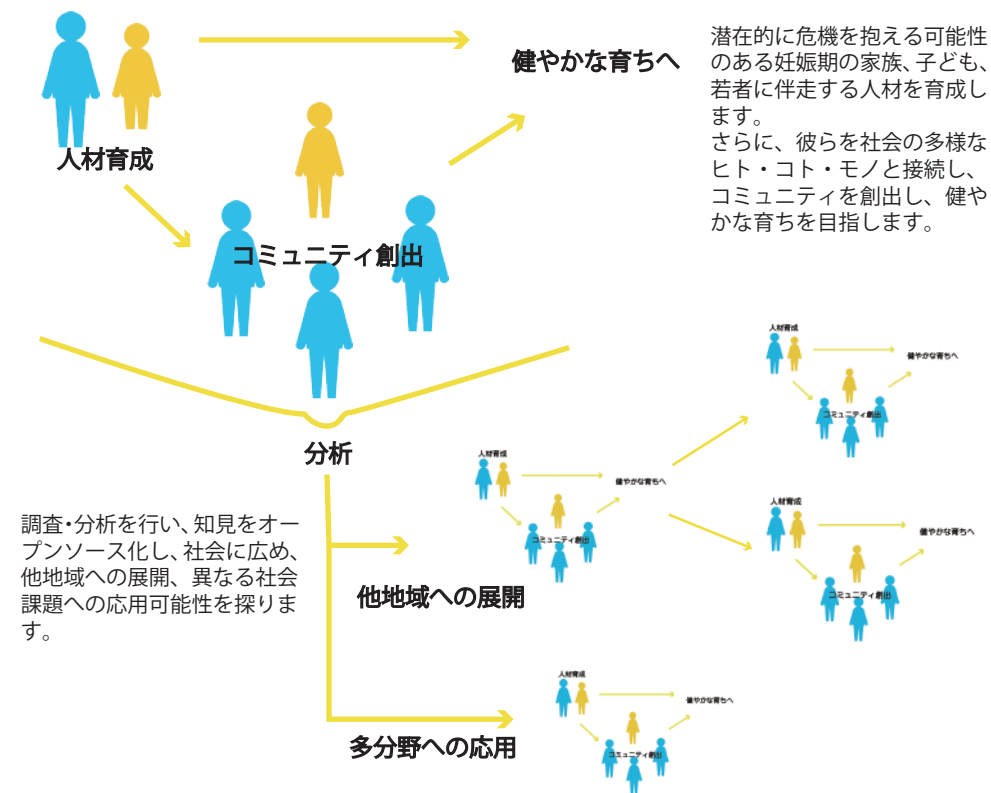 人材育成
健やかな育ちへ
コミュニティ創出
潜在的に危機を抱える可能性
のある妊娠期の家族、子ども、
若者に伴走する人材を育成し
ます。
さらに、彼らを社会の多様な
ヒト・コト・モノと接続し、
コミュニティを創出し、健や
かな育ちを目指します。
分析
調査・分析を行い、知見をオー
プンソース化し、社会に広め、
他地域への展開、異なる社会
課題への応用可能性を探りま
す。
他地域への展開
人材育成
健やかな育ちへ
コミュニティ創出
人材育成
健やかな育ちへ
コミュニティ創出
人材育成
健やかな育ちへ
コミュニティ創出
多分野への応用
人材育成
健やかな育ちへ
コミュニティ創出